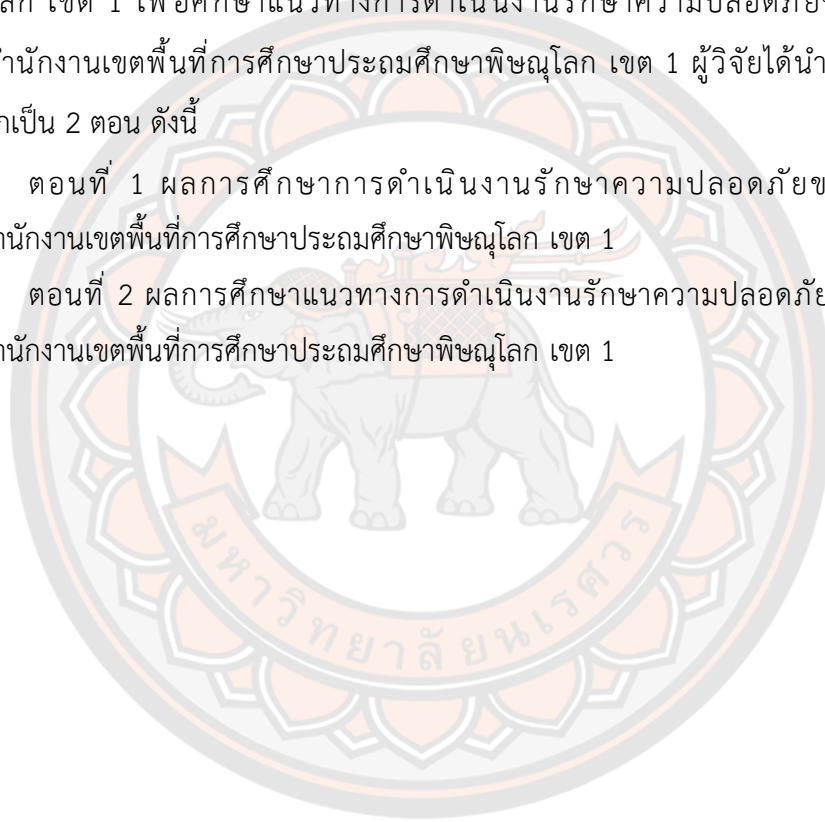 เขต 1 เพื่อศึกษาแนวทางการดำเนินงานรักษาความปลอดภัย
สำนักงานเขตพื้นที่การศึกษาประถมศึกษาพิษณุโลก เขต 1 ผู้วิจัยได้นำ
เป็น 2 ตอน ดังนี้
ตอนที่ 1 ผลการศึกษาการดำเนินงานรักษาความปลอดภัยข
านักงานเขตพื้นที่การศึกษาประถมศึกษาพิษณุโลก เขต 1
ตอนที่ 2 ผลการศึกษาแนวทางการดำเนินงานรักษาความปลอดภัย
านักงานเขตพื้นที่การศึกษาประถมศึกษาพิษณุโลก เขต 1
มหาวิทยาลัยนเรศวร